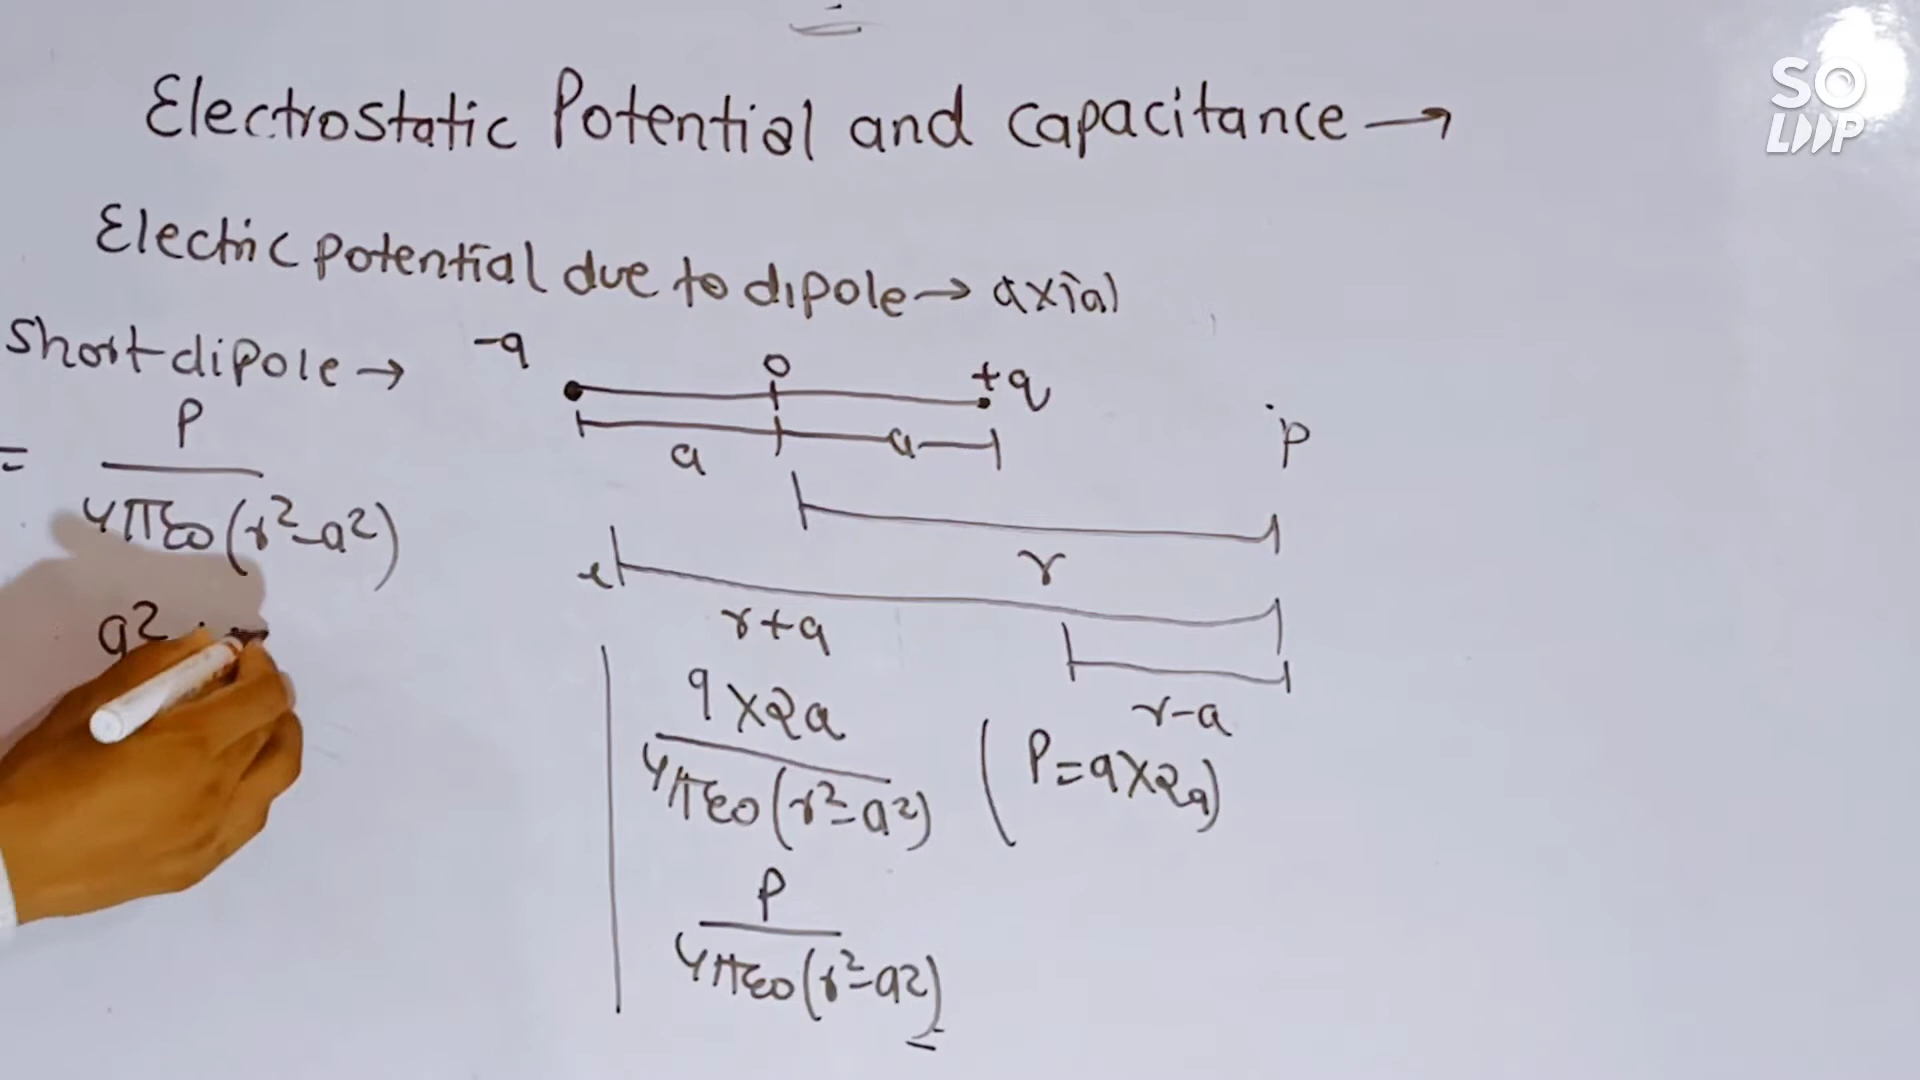 SO
LOOP
Electrostatic Potential and capacitance →
Electric potential due to dipole → axial
Short dipole →
-q
O
+q
a
a
P
= P
4πε0(r²-a²)
r
r+a
r-a
a²
q×2a
4πε0(r²-a²)
(P=q×2a)
P
4πε0(r²-a²)